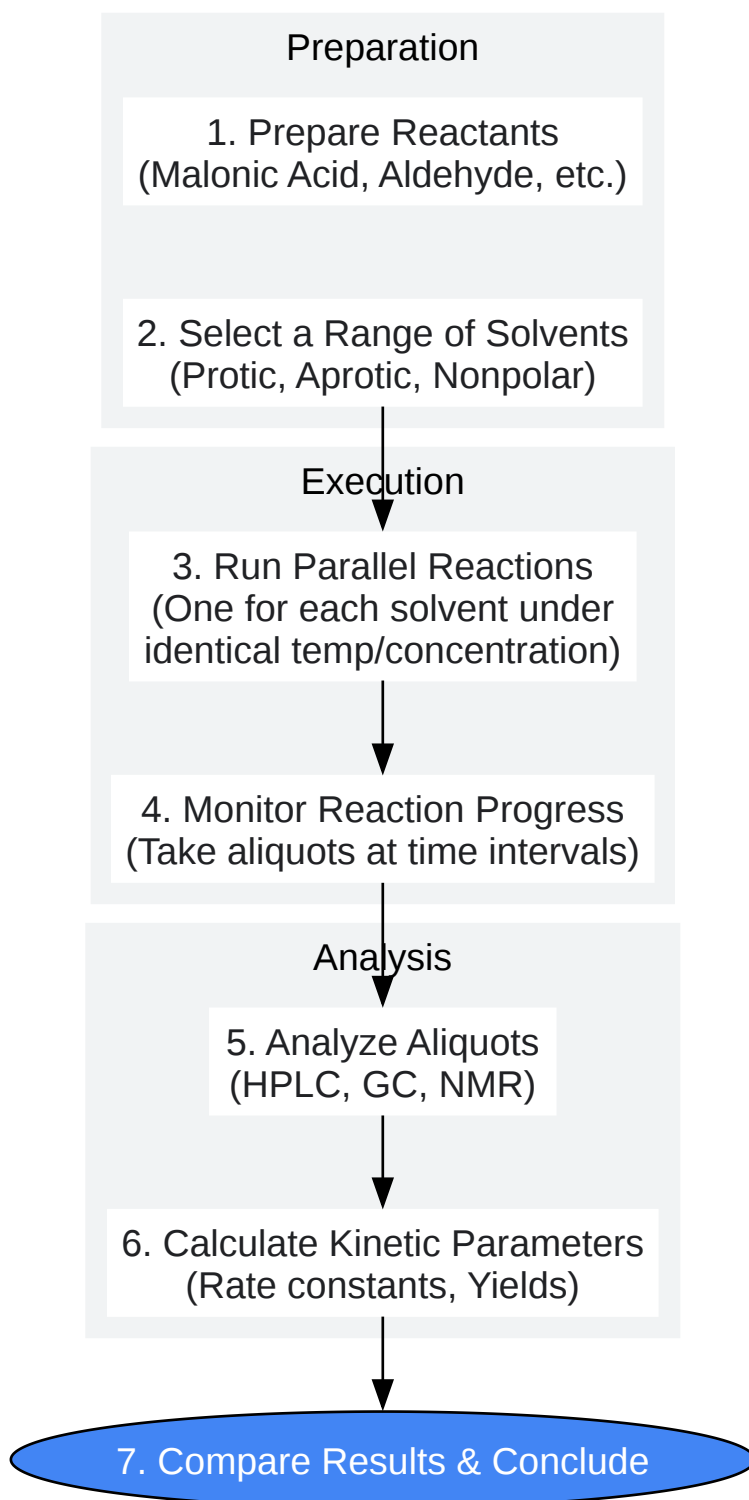 Preparation
1. Prepare Reactants
(Malonic Acid, Aldehyde, etc.)
2. Select a Range of Solvents
(Protic, Aprotic, Nonpolar)
Execution
3. Run Parallel Reactions
(One for each solvent under
identical temp/concentration)
4. Monitor Reaction Progress
(Take aliquots at time intervals)
Analysis
5. Analyze Aliquots
(HPLC, GC, NMR)
6. Calculate Kinetic Parameters
(Rate constants, Yields)
7. Compare Results & Conclude